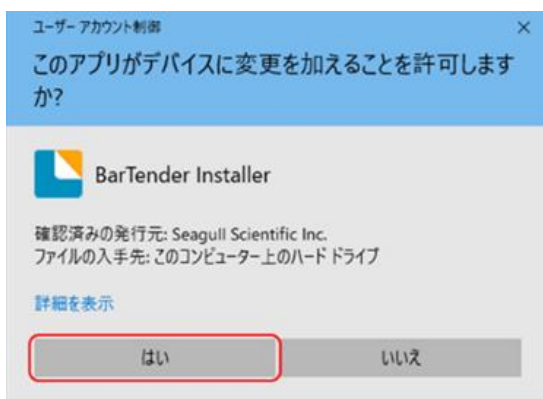 ユーザー アカウント制御
このアプリがデバイスに変更を加えることを許可します
か?
BarTender Installer
確認済みの発行元: Seagull Scientific Inc.
ファイルの入手先: このコンピューター上のハード ドライブ
詳細を表示
はい
いいえ